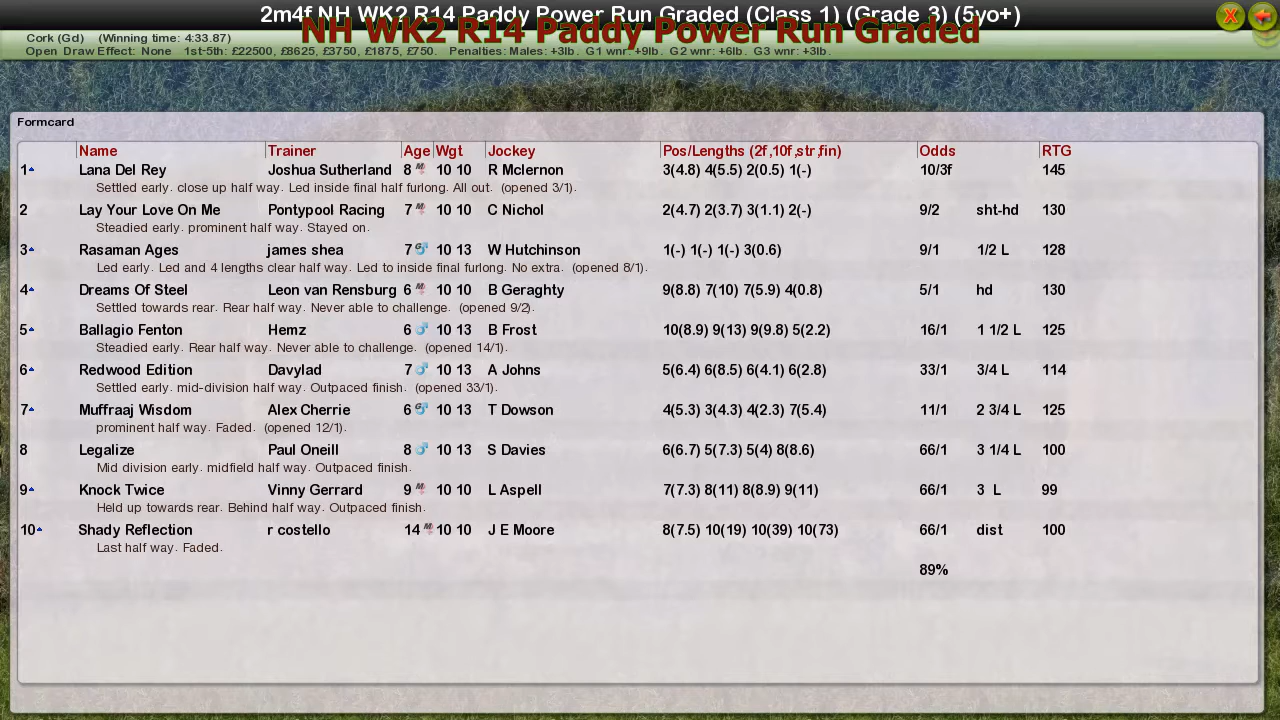 2m4f NH WK2 R14 Paddy Power Run Graded (Class 1) (Grade 3) (5yo+)
NH WK2 R14 Paddy Power Run Graded
Cork (Gd) (Winning time: 4:33.87)
Open Draw Effect: None 1st-5th: £22500, £8625, £3750, £1875, £750. Penalties: Males: +3lb. G1 wnr: +9lb. G2 wnr: +6lb. G3 wnr: +3lb.
Formcard
Name Trainer Age Wgt Jockey Pos/Lengths (2f,10f,str,fin) Odds RTG
1 Lana Del Rey Joshua Sutherland 8 10 10 R Mclernon 3(4.8) 4(5.5) 2(0.5) 1(-) 10/3f 145
Settled early. close up half way. Led inside final half furlong. All out. (opened 3/1).
2 Lay Your Love On Me Pontypool Racing 7 10 10 C Nichol 2(4.7) 2(3.7) 3(1.1) 2(-) 9/2 sht-hd 130
Steadied early. prominent half way. Stayed on.
3 Rasaman Ages james shea 7 10 13 W Hutchinson 1(-) 1(-) 1(-) 3(0.6) 9/1 1/2 L 128
Led early. Led and 4 lengths clear half way. Led to inside final furlong. No extra. (opened 8/1).
4 Dreams Of Steel Leon van Rensburg 6 10 10 B Geraghty 9(8.8) 7(10) 7(5.9) 4(0.8) 5/1 hd 130
Settled towards rear. Rear half way. Never able to challenge. (opened 9/2).
5 Ballagio Fenton Hemz 6 10 13 B Frost 10(8.9) 9(13) 9(9.8) 5(2.2) 16/1 1 1/2 L 125
Steadied early. Rear half way. Never able to challenge. (opened 14/1).
6 Redwood Edition Davylad 7 10 13 A Johns 5(6.4) 6(8.5) 6(4.1) 6(2.8) 33/1 3/4 L 114
Settled early. mid-division half way. Outpaced finish. (opened 33/1).
7 Muffraaj Wisdom Alex Cherrie 6 10 13 T Dowson 4(5.3) 3(4.3) 4(2.3) 7(5.4) 11/1 2 3/4 L 125
prominent half way. Faded. (opened 12/1).
8 Legalize Paul Oneill 8 10 13 S Davies 6(6.7) 5(7.3) 5(4) 8(8.6) 66/1 3 1/4 L 100
Mid division early. midfield half way. Outpaced finish.
9 Knock Twice Vinny Gerrard 9 10 10 L Aspell 7(7.3) 8(11) 8(8.9) 9(11) 66/1 3 L 99
Held up towards rear. Behind half way. Outpaced finish.
10 Shady Reflection r costello 14 10 10 J E Moore 8(7.5) 10(19) 10(39) 10(73) 66/1 dist 100
Last half way. Faded.
89%